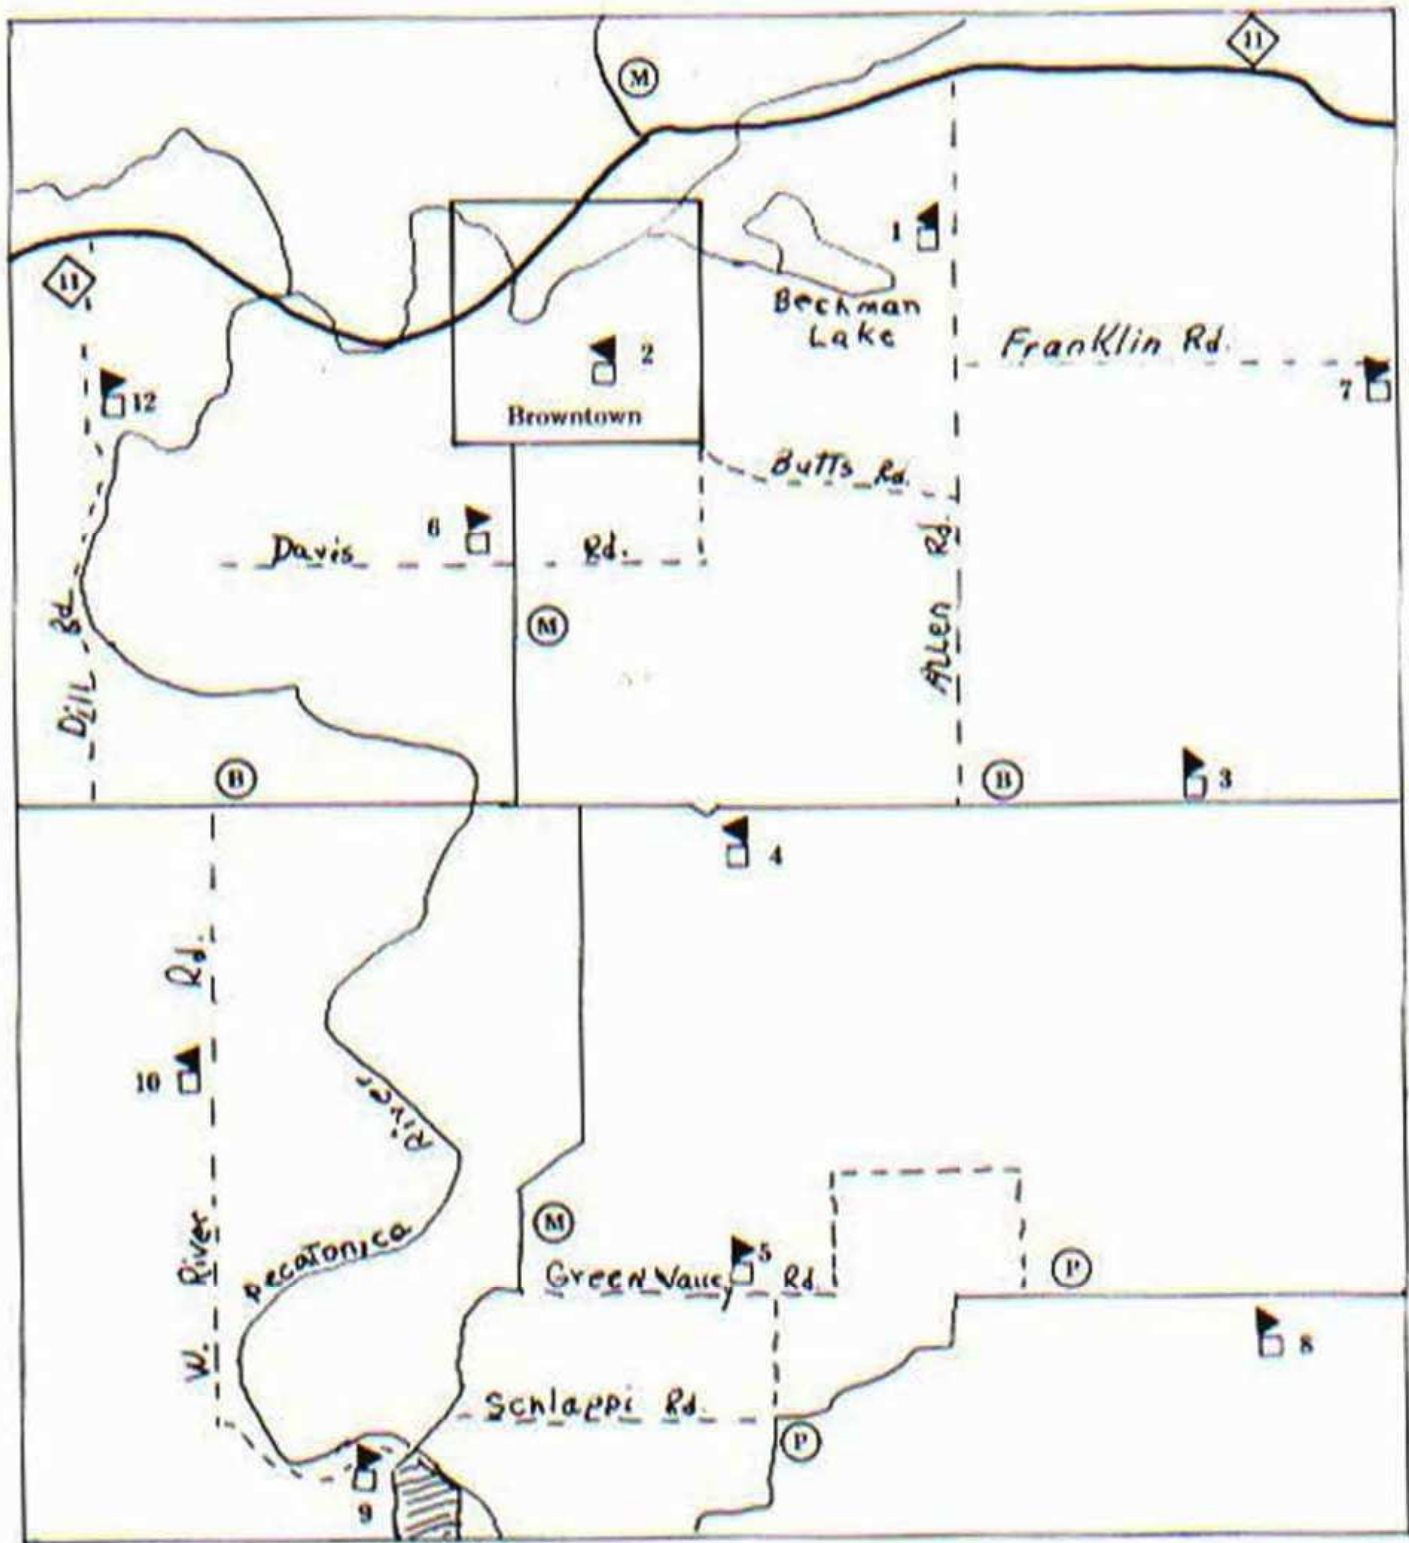 11
M
1
11
Bechman
Lake
Franklin Rd.
2
7
12
Browntown
Butts Rd.
6
Davis Rd.
Allen Rd.
M
Dill Rd
B
B
3
4
W. River Rd.
10
Pecatonica River
M
5
Green Valley Rd.
P
8
Schlappi Rd.
P
9